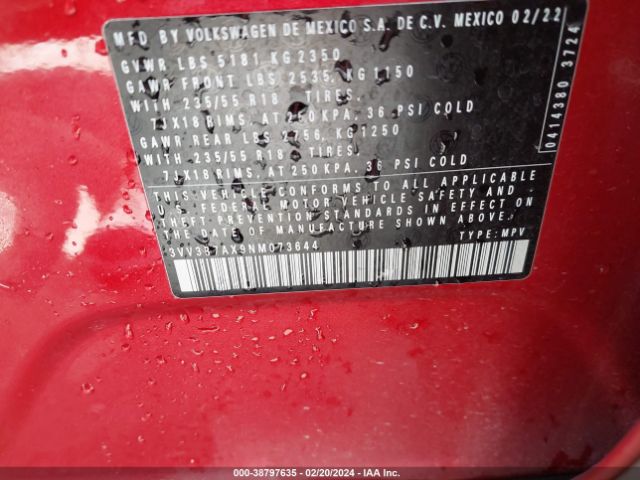 MFD BY VOLKSWAGEN DE MEXICO S.A. DE C.V. MEXICO 02/22
GVWR LBS 5181 KG 2350
GAWR FRONT LBS 2535, KG 1150
WITH 235/55 R18 TIRES,
7JX18 RIMS, AT 250 KPA, 36 PSI COLD
GAWR REAR LBS 2756, KG 1250
WITH 235/55 R18 TIRES,
7JX18 RIMS, AT 250 KPA, 36 PSI COLD
THIS VEHICLE CONFORMS TO ALL APPLICABLE
U.S. FEDERAL MOTOR VEHICLE SAFETY AND
THEFT PREVENTION STANDARDS IN EFFECT ON
THE DATE OF MANUFACTURE SHOWN ABOVE.
TYPE: MPV
04144380 3724
000-38797635 - 02/20/2024 - IAA Inc.